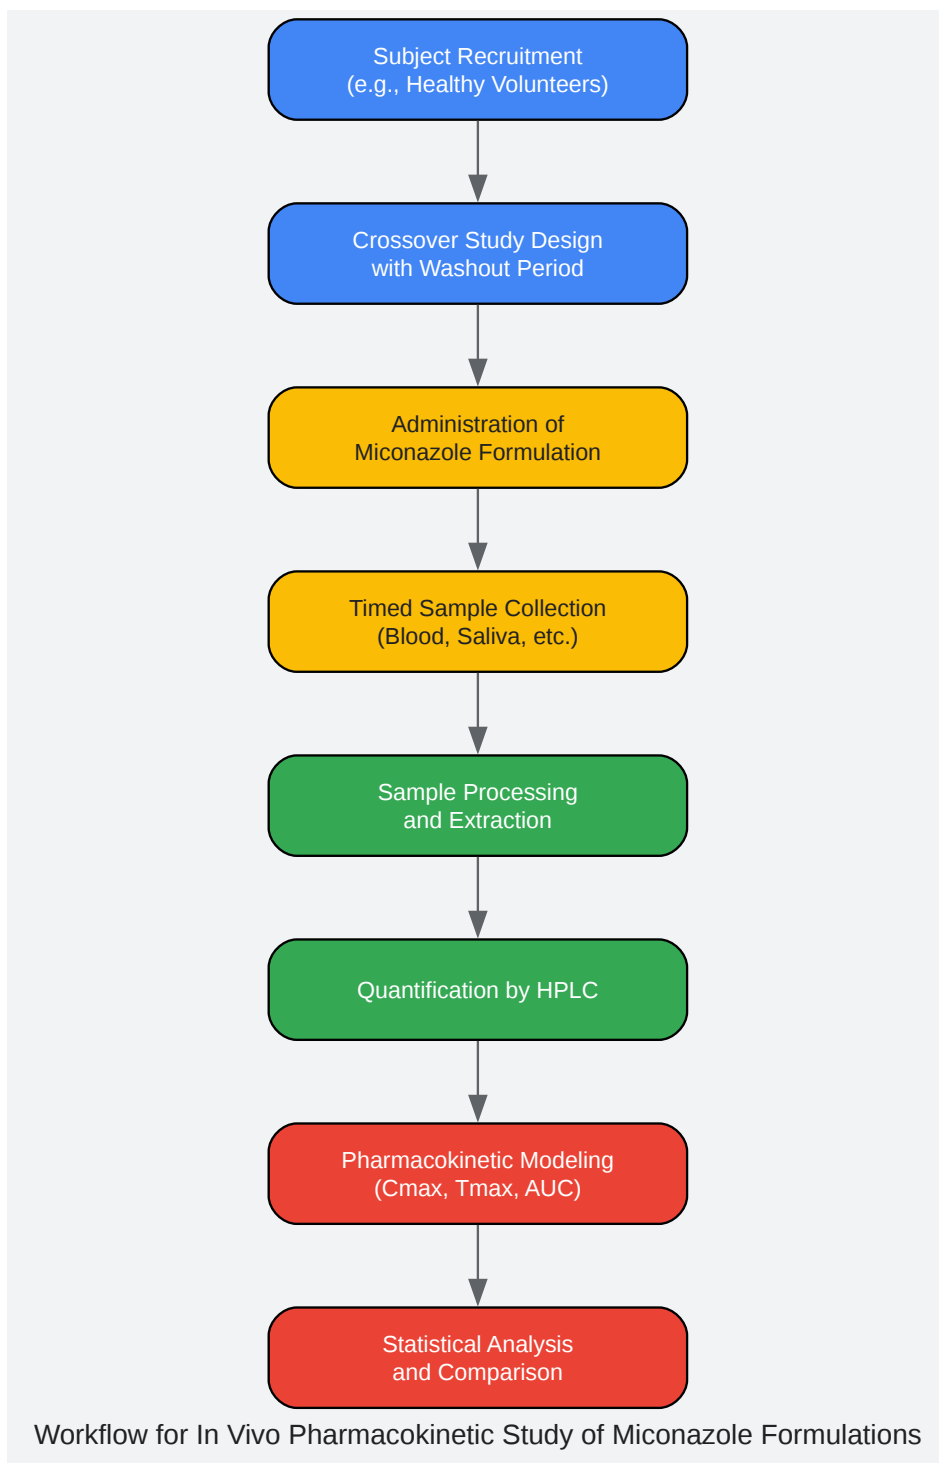 Subject Recruitment
(e.g., Healthy Volunteers)
Crossover Study Design
with Washout Period
Administration of
Miconazole Formulation
Timed Sample Collection
(Blood, Saliva, etc.)
Sample Processing
and Extraction
Quantification by HPLC
Pharmacokinetic Modeling
(Cmax, Tmax, AUC)
Statistical Analysis
and Comparison
Workflow for In Vivo Pharmacokinetic Study of Miconazole Formulations